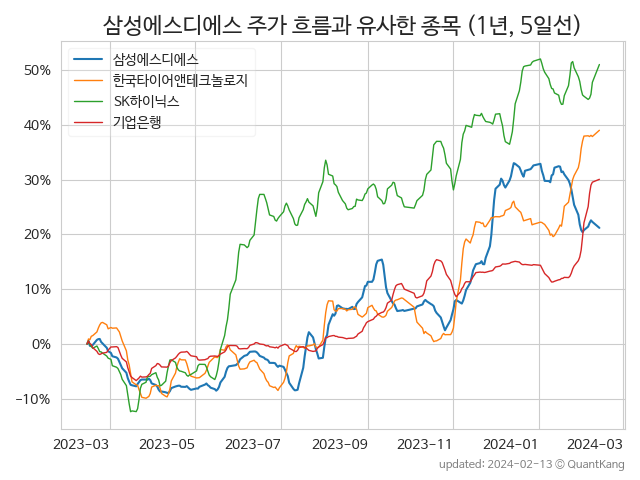 삼성에스디에스 주가 흐름과 유사한 종목 (1년, 5일선)
삼성에스디에스
한국타이어앤테크놀로지
SK하이닉스
기업은행
50%
40%
30%
20%
10%
0%
−10%
2023-03 2023-05 2023-07 2023-09 2023-11 2024-01 2024-03
updated: 2024-02-13 © QuantKang